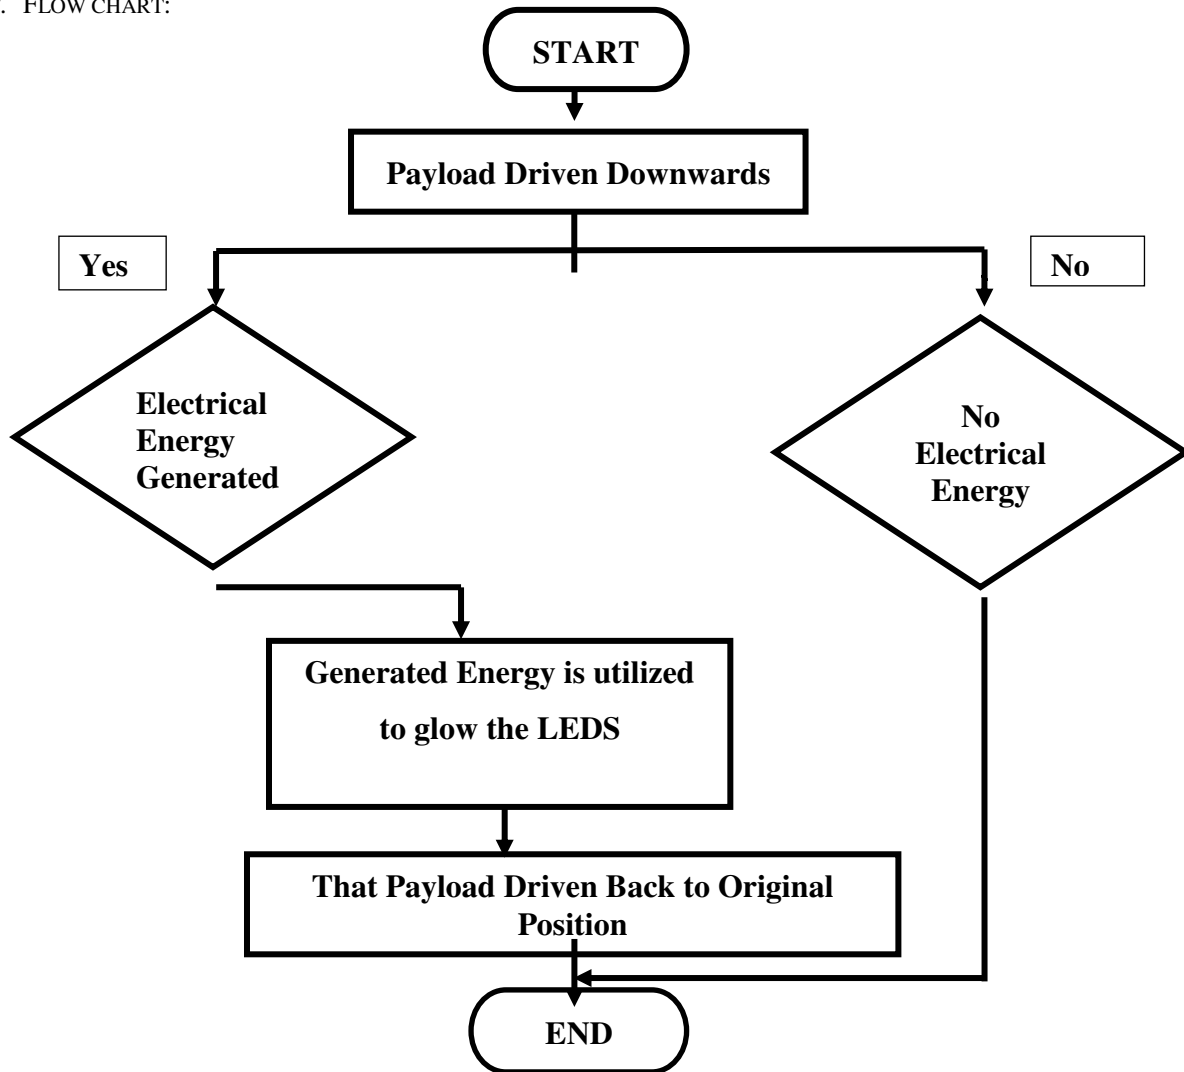 . FLOW CHART:
START
Payload Driven Downwards
Yes
No
Electrical
Energy
Generated
No
Electrical
Energy
Generated Energy is utilized
to glow the LEDS
That Payload Driven Back to Original
Position
END